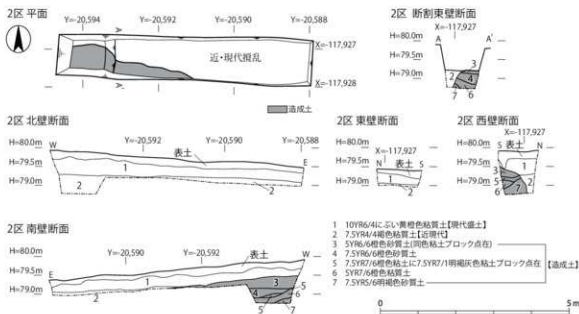 2区 平面
Y=-20,594
Y=-20,592
Y=-20,590
Y=-20,588
A
A'
X=-117,927
X=-117,928
近・現代撹乱
造成土
2区 断割東壁断面
X=-117,927
A
A'
H=80.0m
H=79.5m
H=79.0m
3
2
4
7
6
2区 北壁断面
Y=-20,592
Y=-20,590
Y=-20,588
H=80.0m
W
表土
H=79.5m
1
E
H=79.0m
2
2
2区 東壁断面
X=-117,927
H=80.0m
N
S
H=79.5m
表土
1
H=79.0m
2
2区 西壁断面
X=-117,927
H=80.0m
S
N
表土
H=79.5m
1
3
H=79.0m
5
6
7
2
2区 南壁断面
Y=-20,590
Y=-20,592
H=80.0m
W
表土
H=79.5m
E
1
3
H=79.0m
2
4
5
6
5
7
1 10YR6/4にぶい黄橙色粘質土【現代盛土】
2 7.5YR4/4褐色粘質土【近現代】
3 5YR6/6橙色砂質土(同色粘土ブロック点在)
4 7.5YR6/6橙色砂質土
5 7.5YR7/6橙色粘質土に7.5YR7/1明褐灰色粘土ブロック点在
【造成土】
6 5YR7/6橙色粘質土
7 7.5YR5/6明褐色砂質土
0
5m